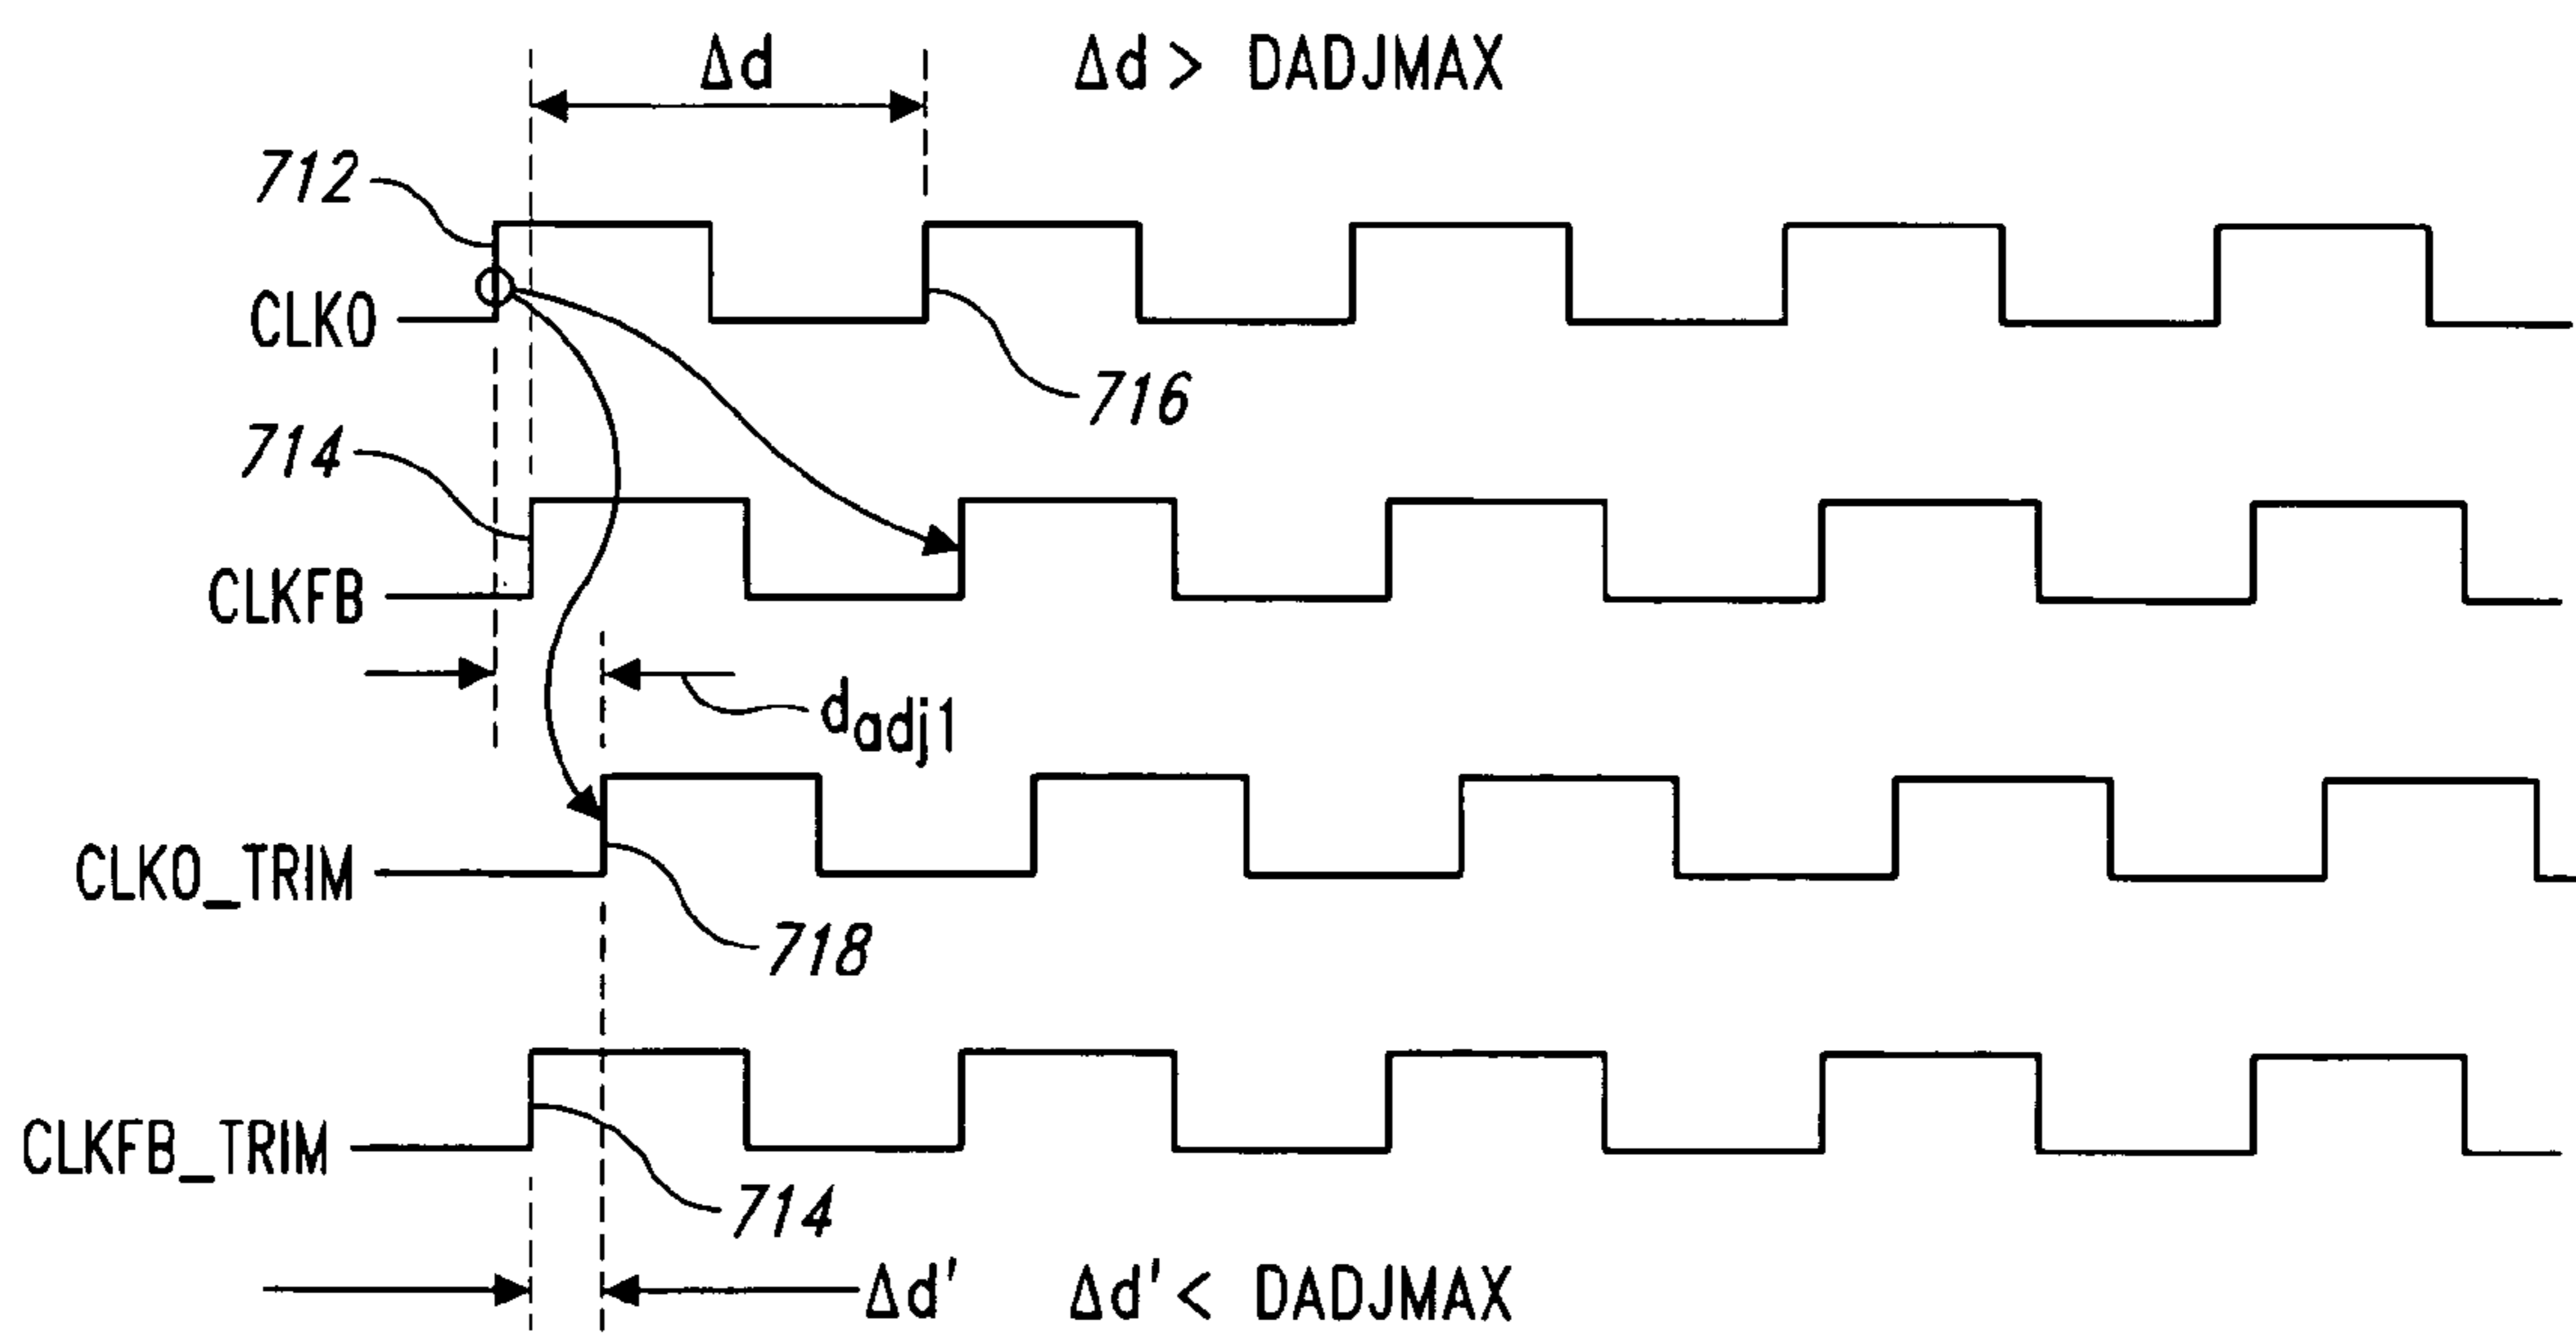 Δd
Δd > DADJMAX
712
CLK0
716
714
CLKFB
dadj1
CLK0_TRIM
718
CLKFB_TRIM
714
Δd'
Δd' < DADJMAX